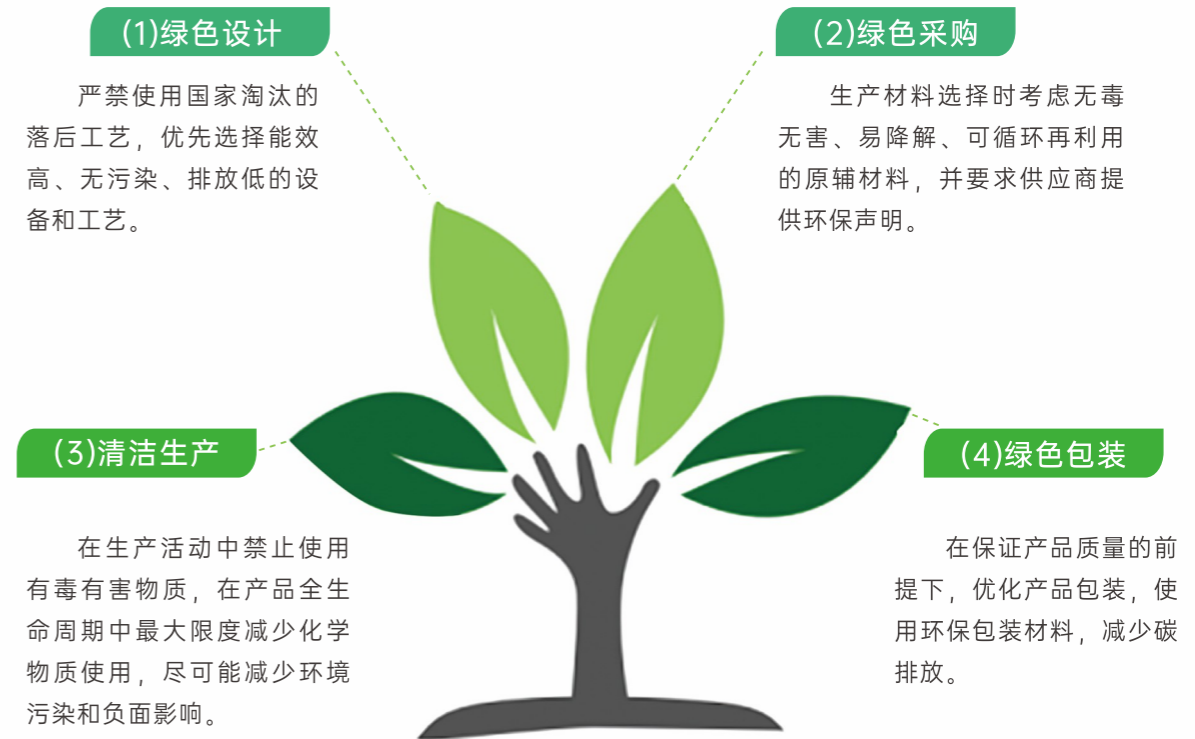 (1)绿色设计
严禁使用国家淘汰的
落后工艺，优先选择能效
高、无污染、排放低的设
备和工艺。
(2)绿色采购
生产材料选择时考虑无毒
无害、易降解、可循环再利用
的原辅材料，并要求供应商提
供环保声明。
(3)清洁生产
在生产活动中禁止使用
有毒有害物质，在产品全生
命周期中最大限度减少化学
物质使用，尽可能减少环境
污染和负面影响。
(4)绿色包装
在保证产品质量的前
提下，优化产品包装，使
用环保包装材料，减少碳
排放。